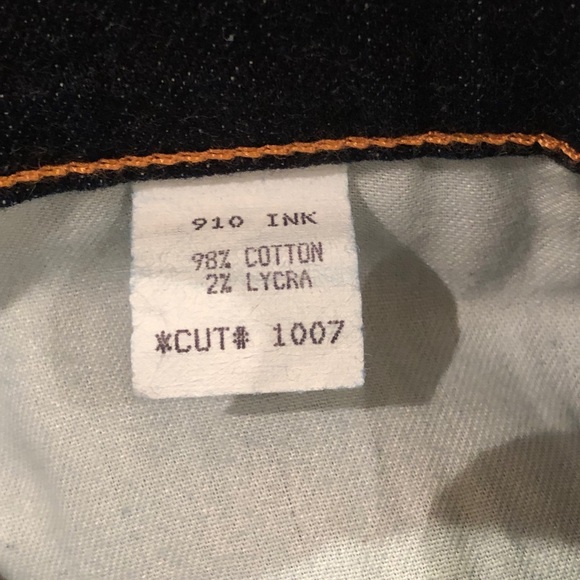 910 INK
98% COTTON
2% LYCRA
*CUT# 1007